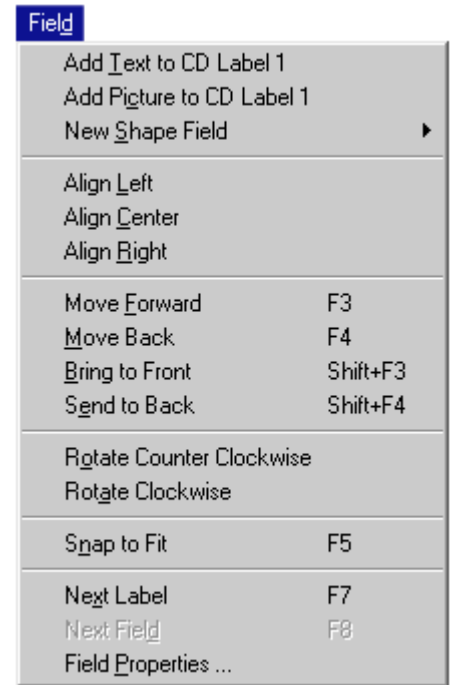 Field
Add Text to CD Label 1
Add Picture to CD Label 1
New Shape Field
Align Left
Align Center
Align Right
Move Forward F3
Move Back F4
Bring to Front Shift+F3
Send to Back Shift+F4
Rotate Counter Clockwise
Rotate Clockwise
Snap to Fit F5
Next Label F7
Next Field F8
Field Properties ...